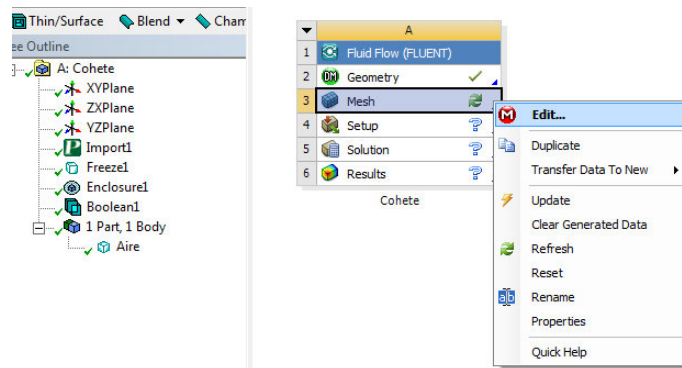 Thin/Surface Blend Cham
ee Outline
A: Cohete
XYPlane
ZXPlane
YZPlane
Import1
Freeze1
Enclosure1
Boolean1
1 Part, 1 Body
Aire
A
1 Fluid Flow (FLUENT)
2 DM Geometry
3 Mesh
4 Setup ?
5 Solution ?
6 Results ?
Cohete
M Edit...
Duplicate
Transfer Data To New
Update
Clear Generated Data
Refresh
Reset
ab Rename
Properties
Quick Help